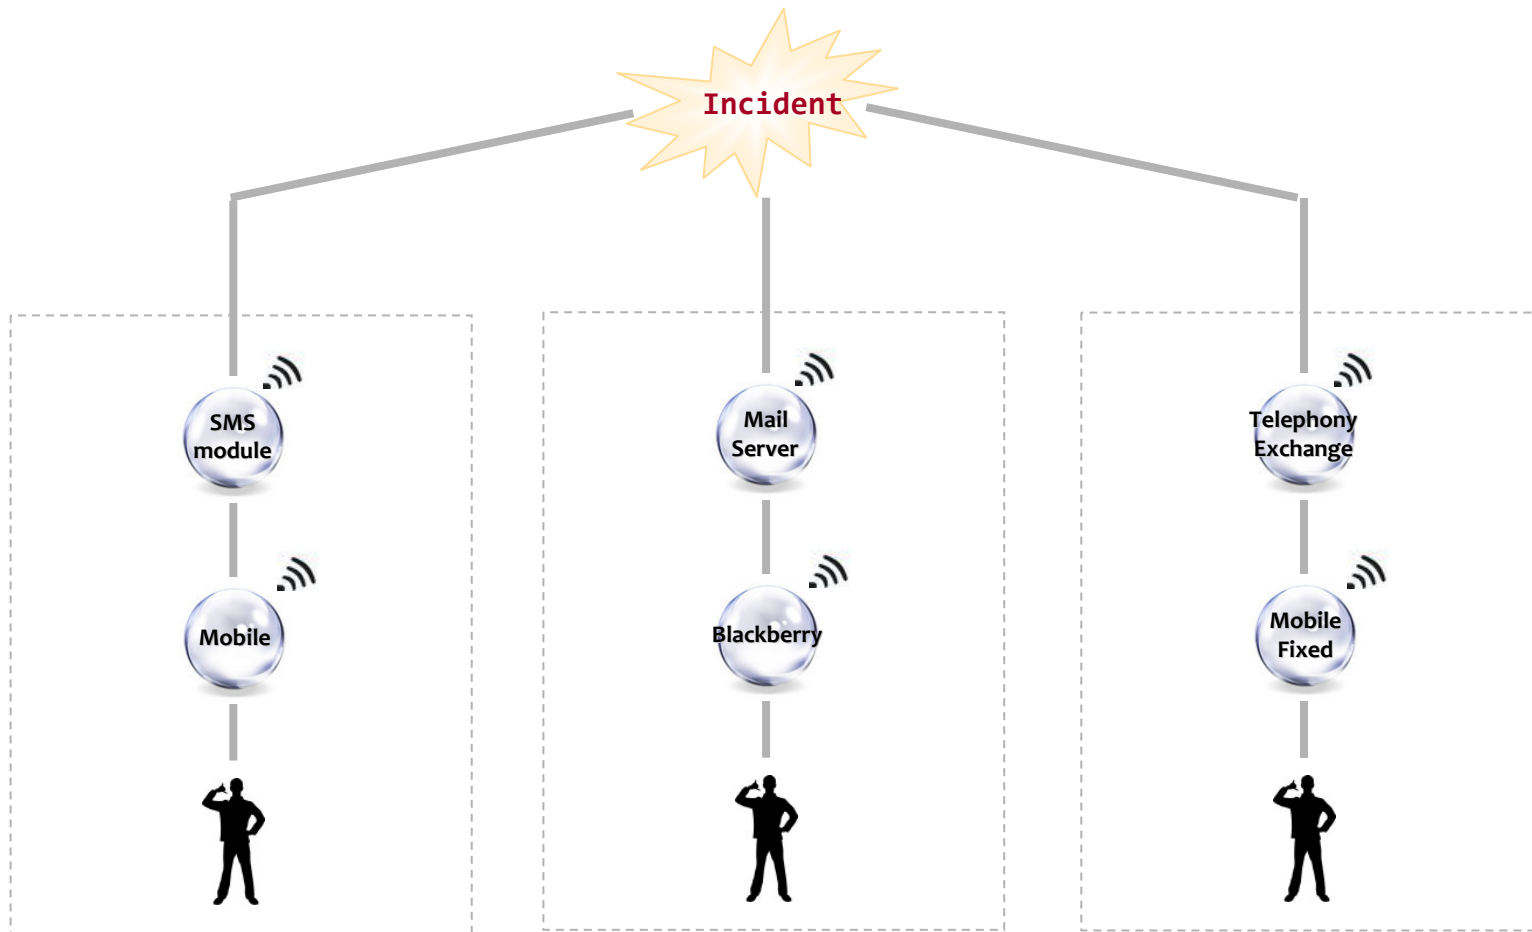 Incident
SMS
module
Mail
Server
Telephony
Exchange
Mobile
Blackberry
Mobile
Fixed